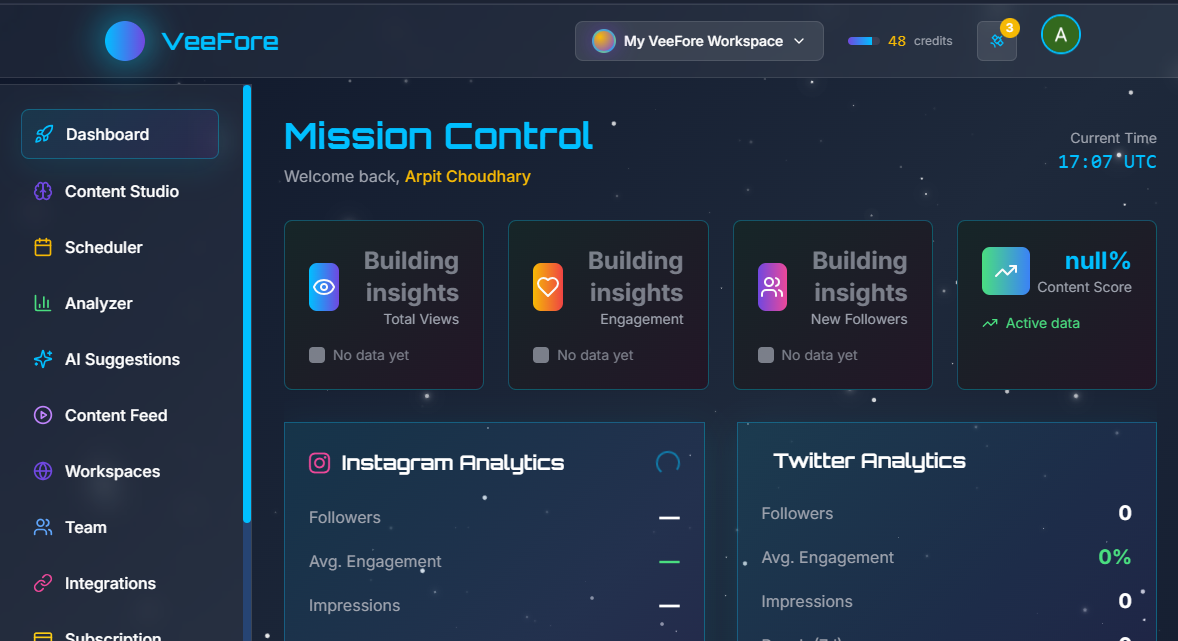 VeeFore
My VeeFore Workspace
48 credits
3
A
Dashboard
Content Studio
Scheduler
Analyzer
AI Suggestions
Content Feed
Workspaces
Team
Integrations
Subscription
Mission Control
Welcome back, Arpit Choudhary
Current Time
17:07 UTC
Building
insights
Total Views
No data yet
Building
insights
Engagement
No data yet
Building
insights
New Followers
No data yet
null%
Content Score
Active data
Instagram Analytics
Followers —
Avg. Engagement —
Impressions —
Twitter Analytics
Followers 0
Avg. Engagement 0%
Impressions 0